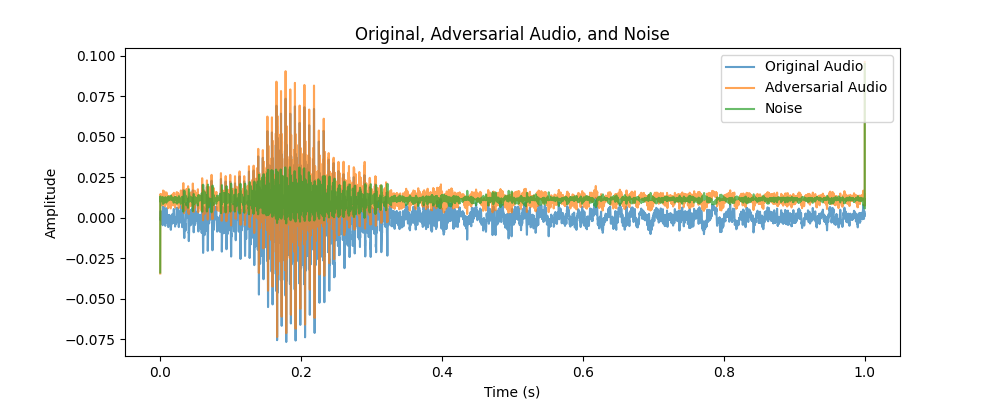 Original, Adversarial Audio, and Noise
Original Audio
Adversarial Audio
Noise
Amplitude
0.100
0.075
0.050
0.025
0.000
−0.025
−0.050
−0.075
0.0 0.2 0.4 0.6 0.8 1.0
Time (s)